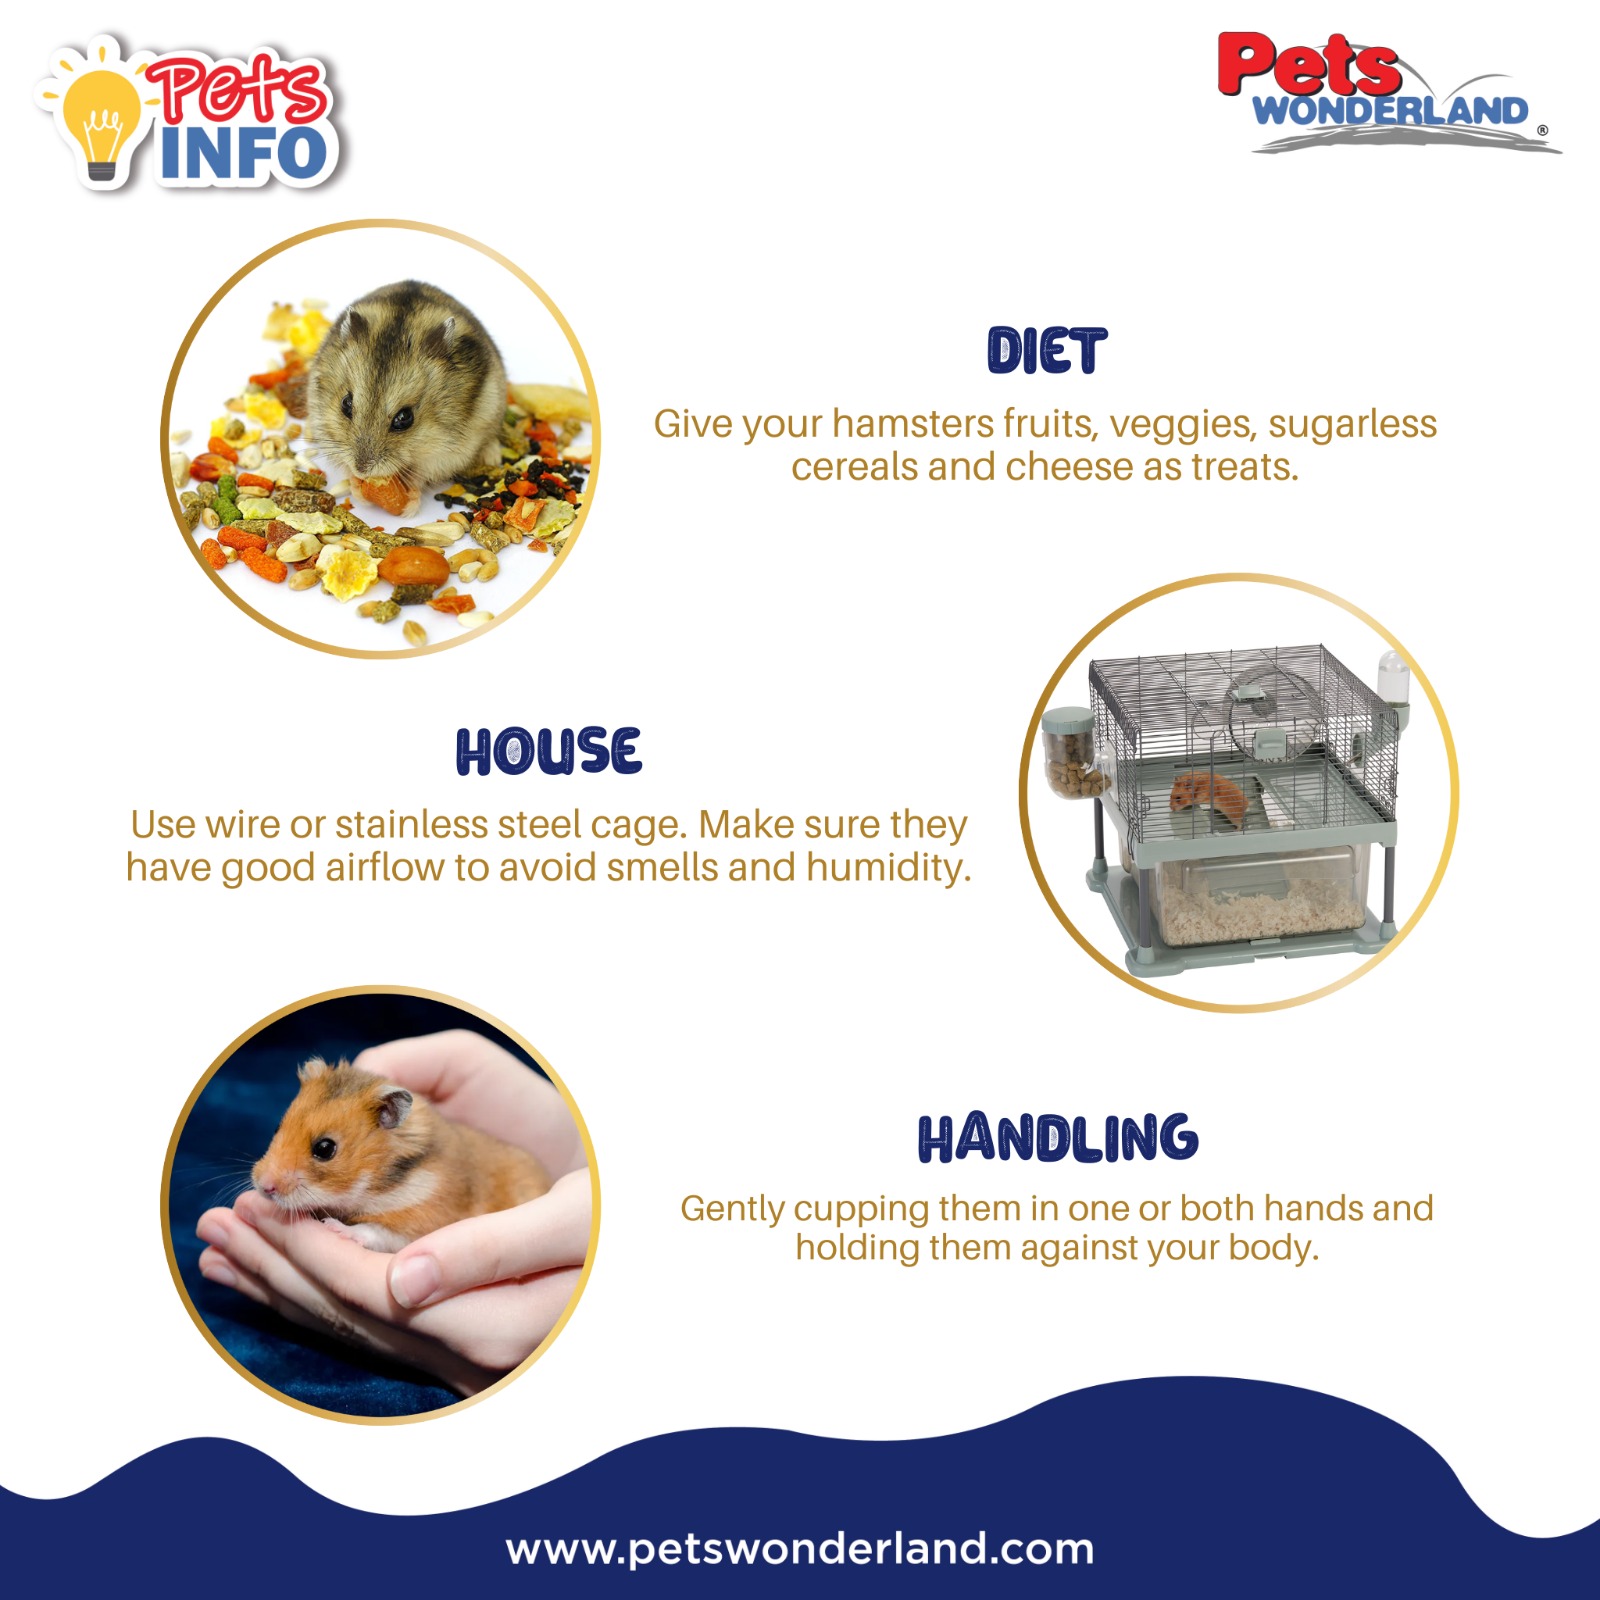 Pets
INFO
Pets
WONDERLAND®
DIET
Give your hamsters fruits, veggies, sugarless
cereals and cheese as treats.
HOUSE
Use wire or stainless steel cage. Make sure they
have good airflow to avoid smells and humidity.
HANDLING
Gently cupping them in one or both hands and
holding them against your body.
www.petswonderland.com